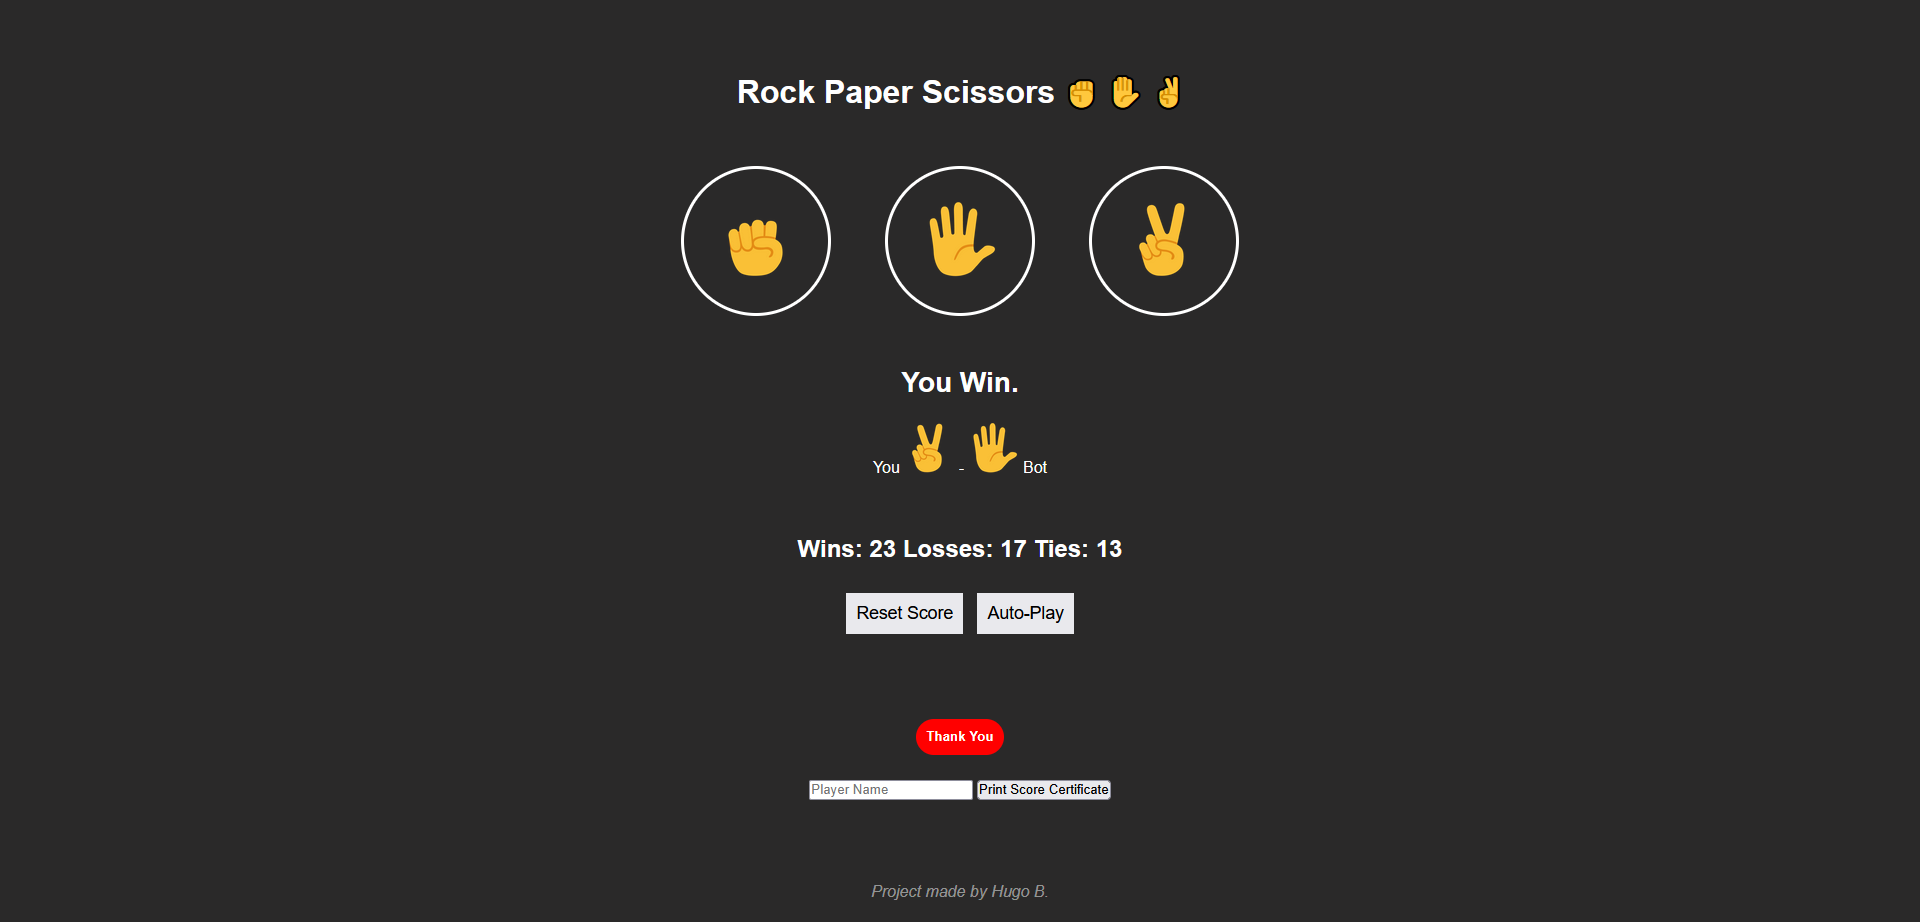 Rock Paper Scissors ✊ ✋ ✌
You Win.
You ✌ - ✋ Bot
Wins: 23 Losses: 17 Ties: 13
Reset Score Auto-Play
Thank You
Player Name Print Score Certificate
Project made by Hugo B.